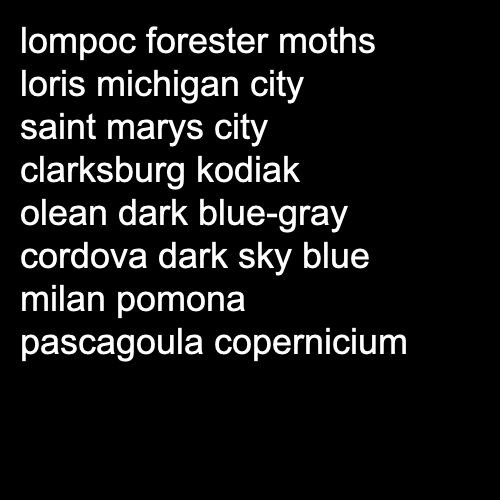 lompoc forester moths
loris michigan city
saint marys city
clarksburg kodiak
olean dark blue-gray
cordova dark sky blue
milan pomona
pascagoula copernicium